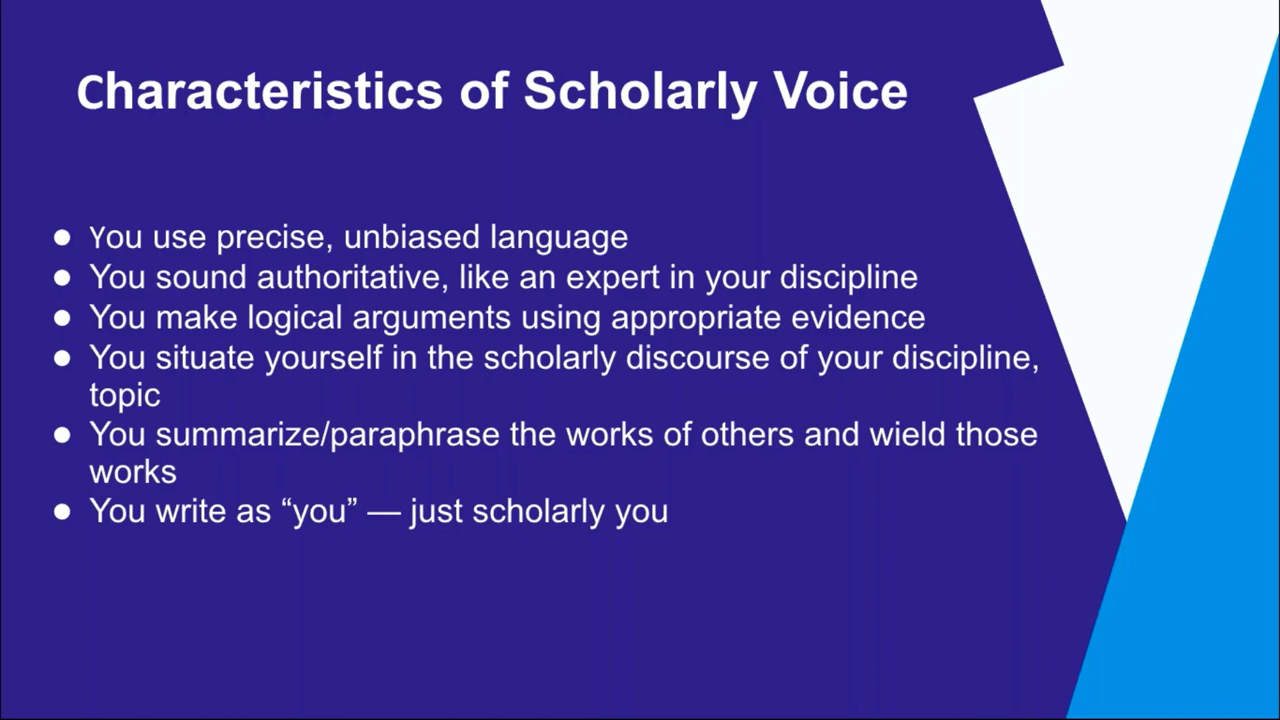 Characteristics of Scholarly Voice
● You use precise, unbiased language
● You sound authoritative, like an expert in your discipline
● You make logical arguments using appropriate evidence
● You situate yourself in the scholarly discourse of your discipline,
topic
● You summarize/paraphrase the works of others and wield those
works
● You write as “you” — just scholarly you